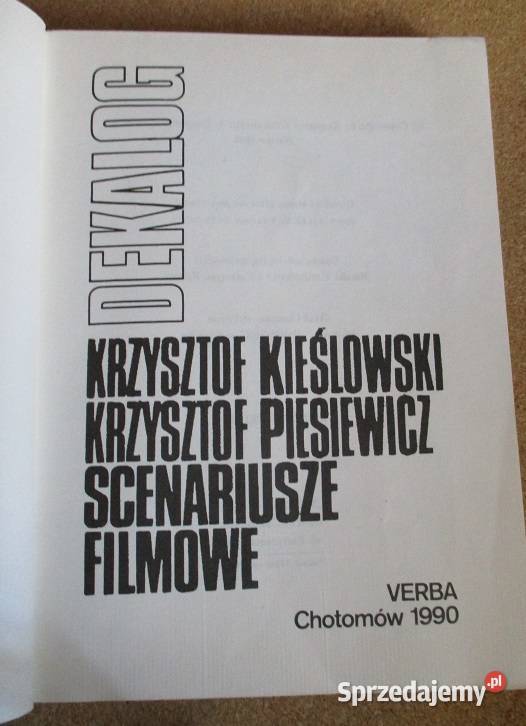 DEKALOG
KRZYSZTOF KIEŚLOWSKI
KRZYSZTOF PIESIEWICZ
SCENARIUSZE
FILMOWE
VERBA
Chotomów 1990
Sprzedajemy.pl